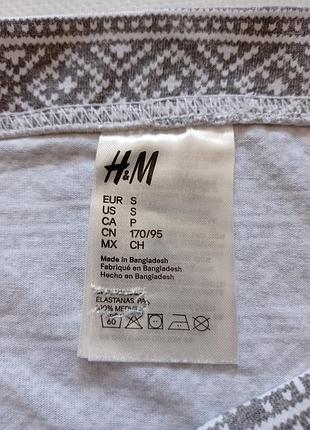 H&M
EUR S
US S
CA P
CN 170/95
MX CH
Made in Bangladesh
Fabriqué en Bangladesh
Hecho en Bangladesh
ELASTANAS,
60